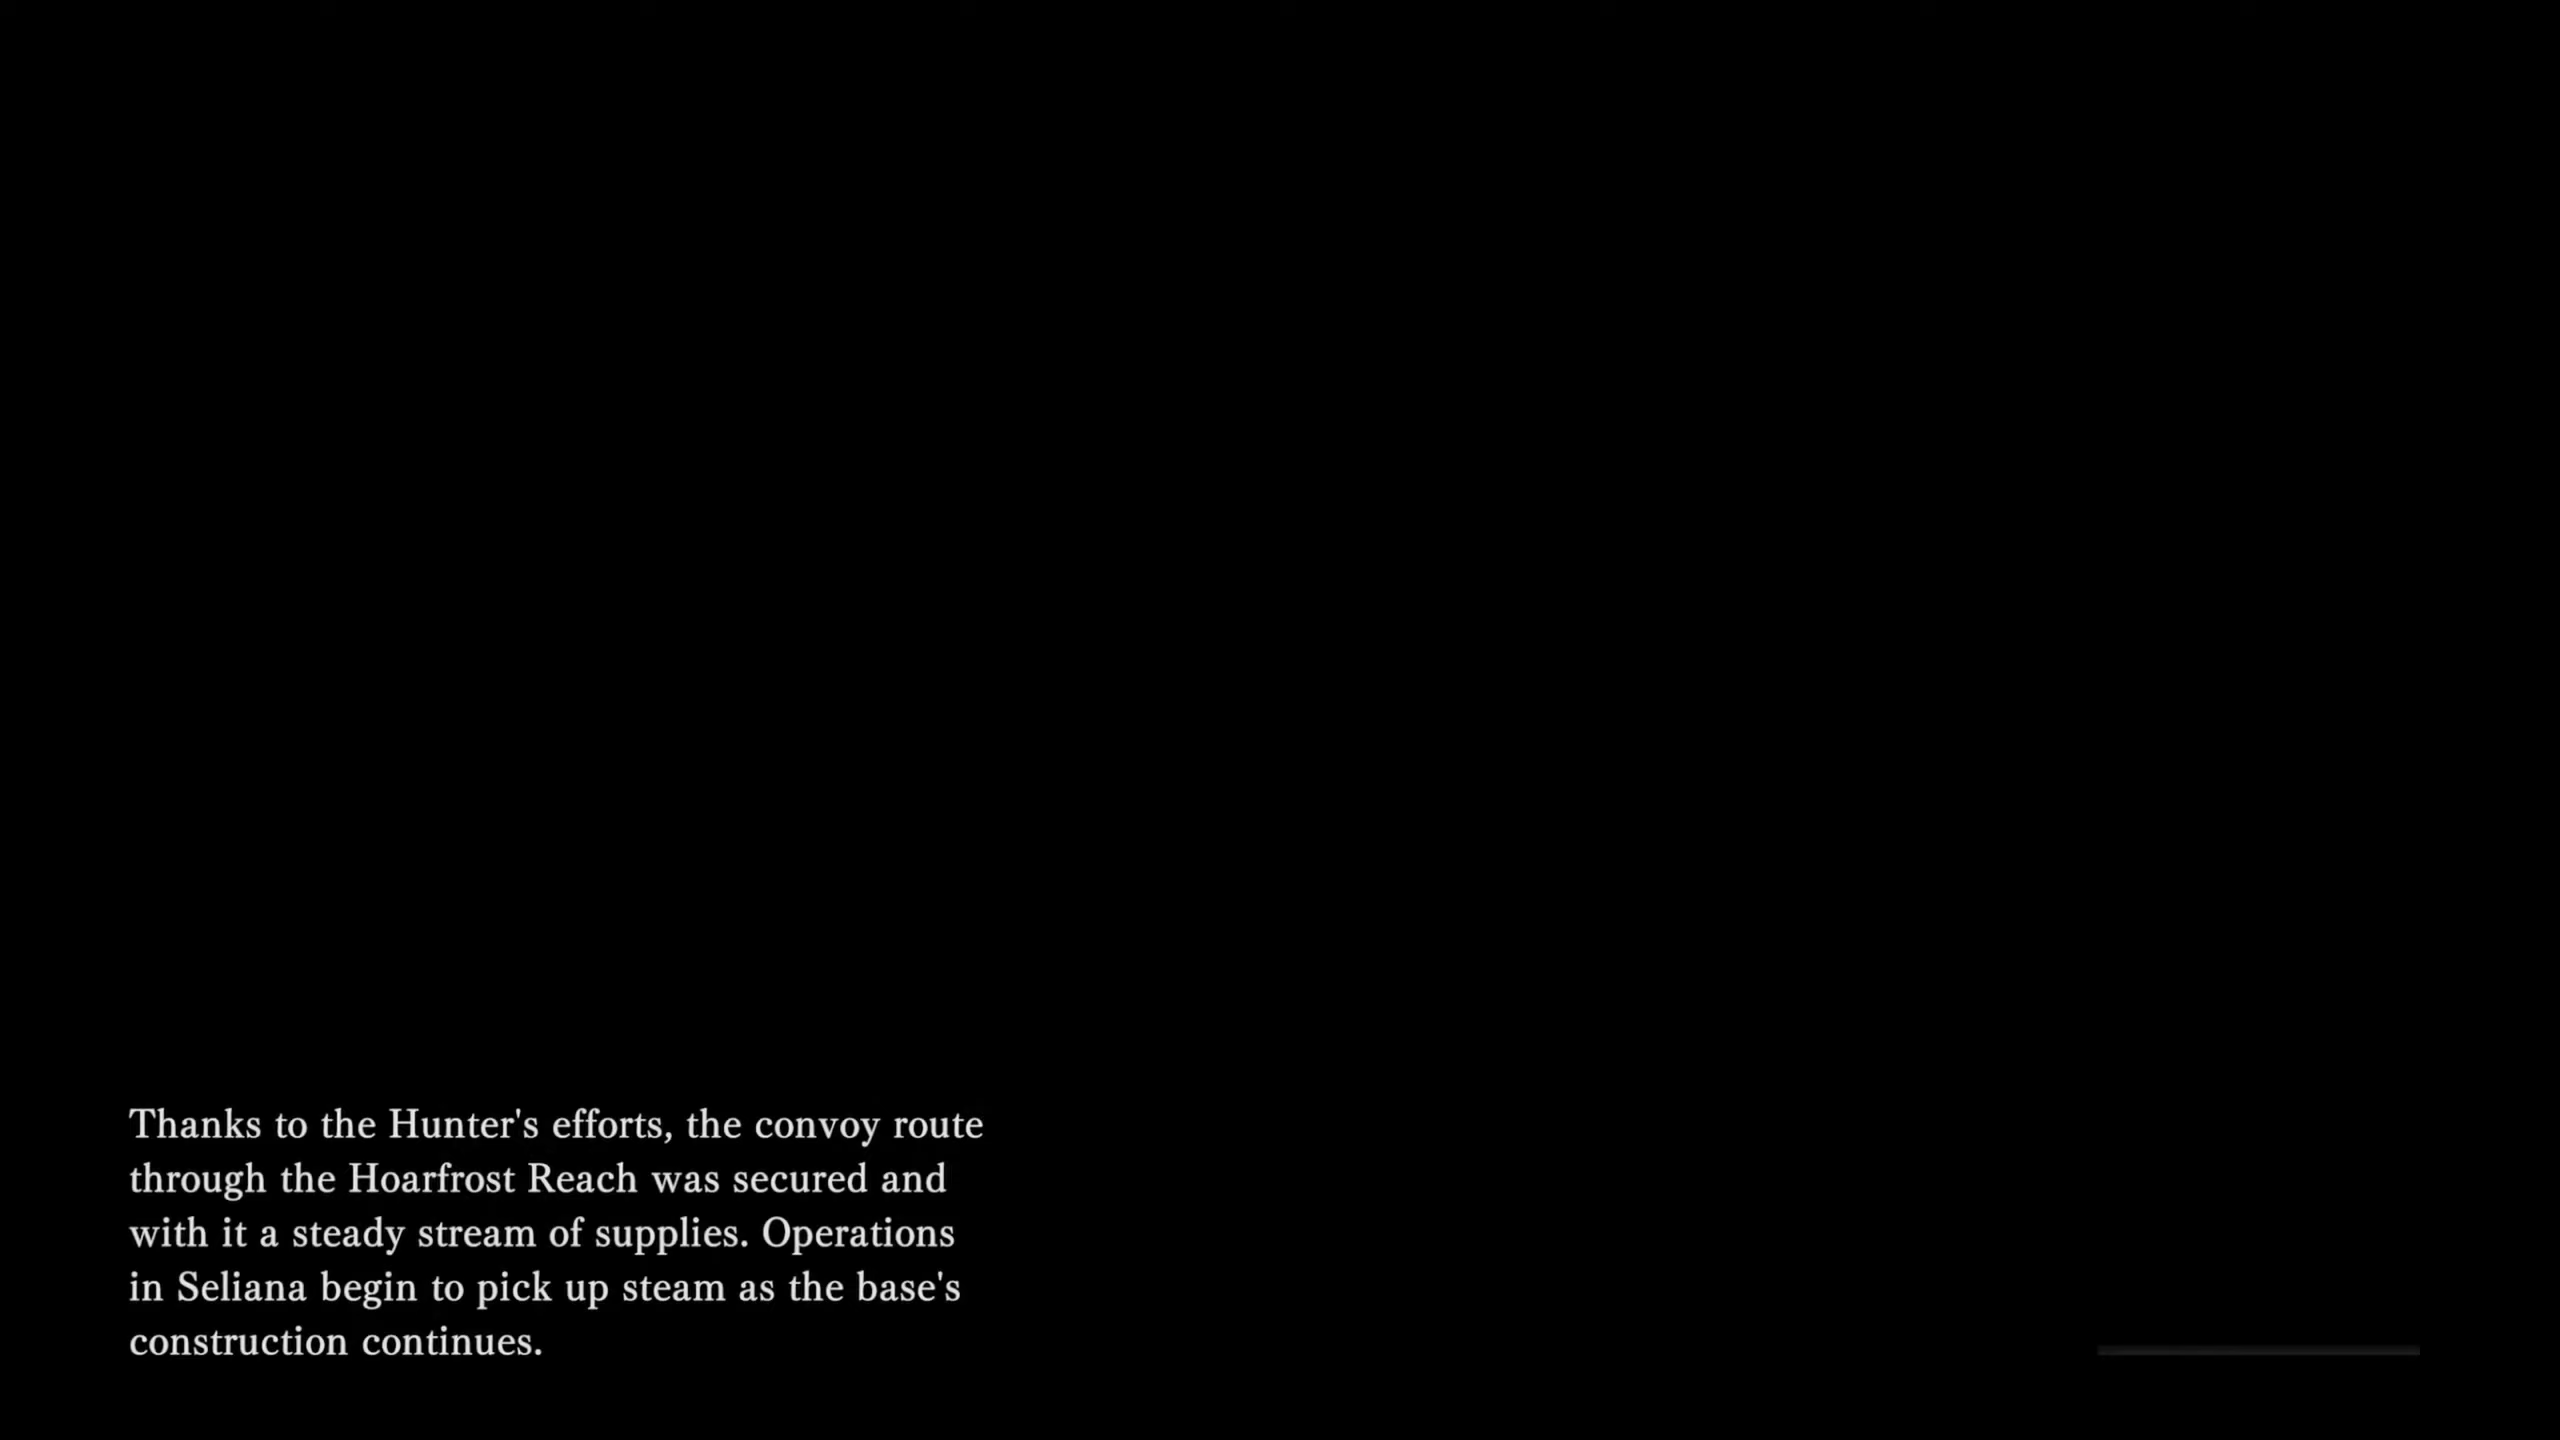 Thanks to the Hunter's efforts, the convoy route
through the Hoarfrost Reach was secured and
with it a steady stream of supplies. Operations
in Seliana begin to pick up steam as the base's
construction continues.